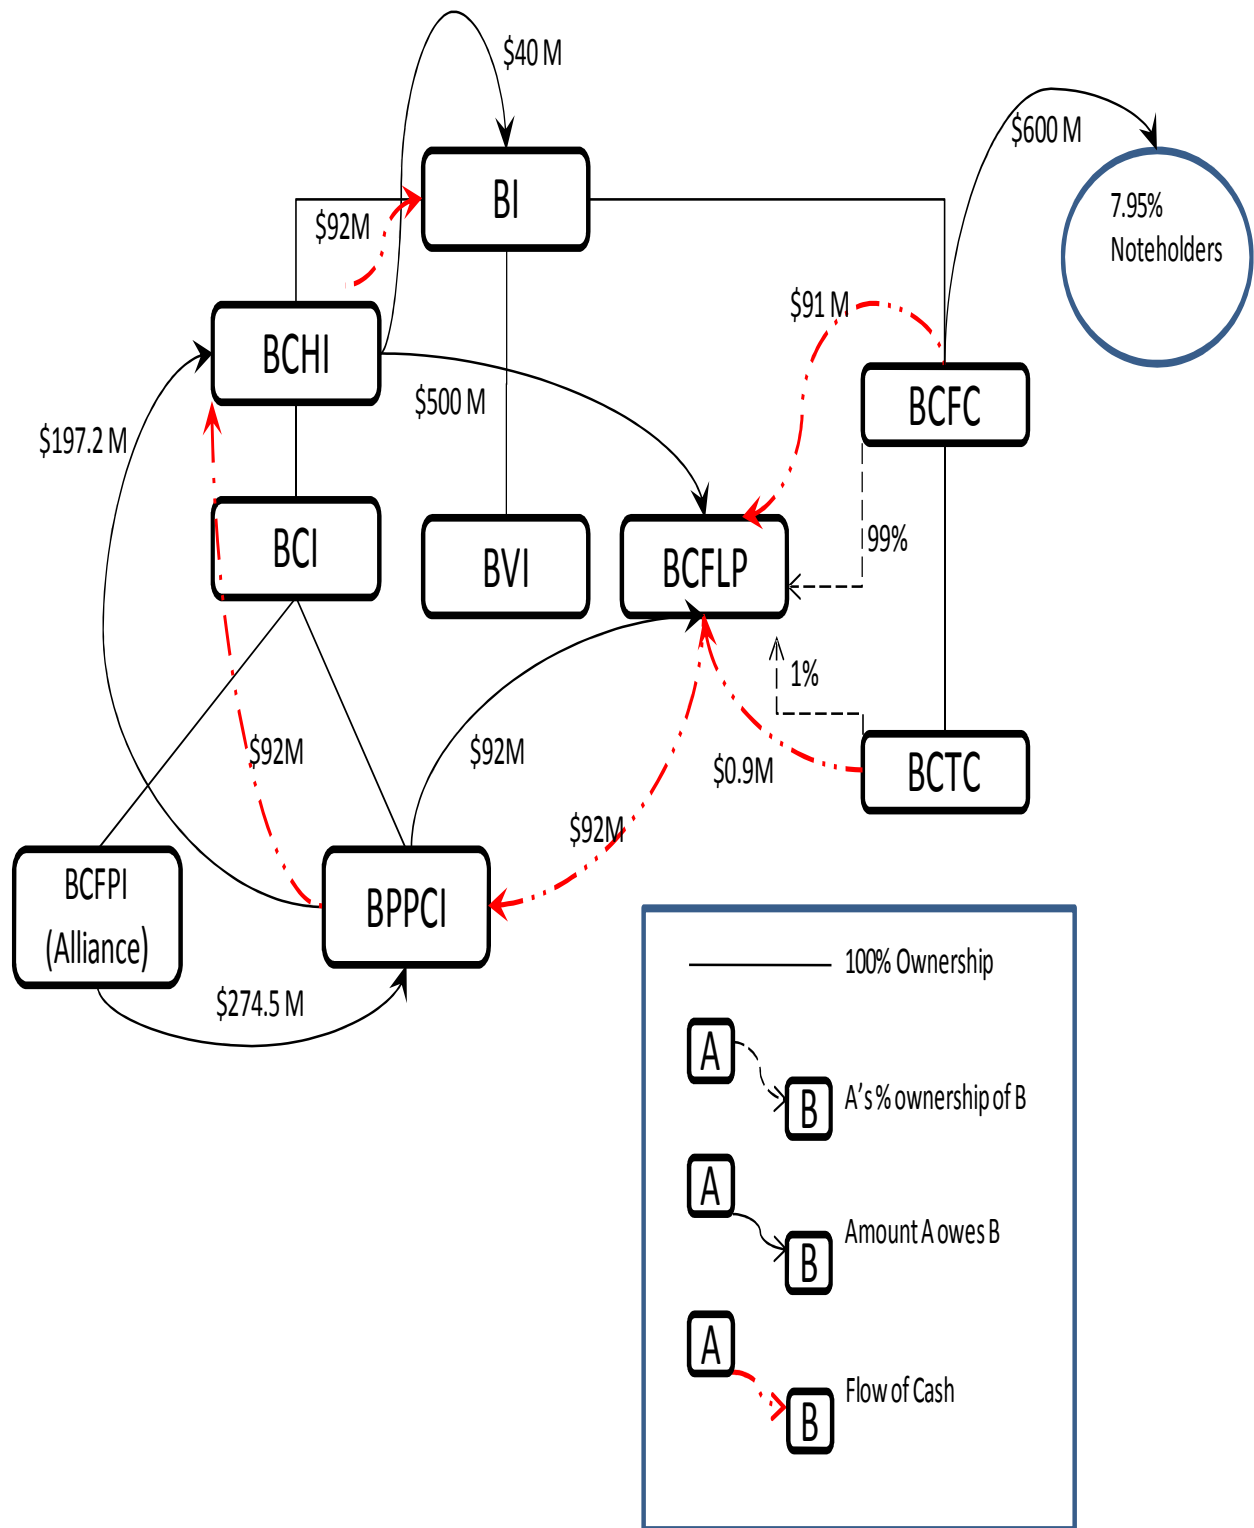 $40 M
$600 M
BI
7.95%
Noteholders
$92M
$91 M
BCHI
$500 M
BCFC
$197.2 M
BCI
BVI
BCFLP
99%
1%
$92M
$92M
$0.9M
BCTC
$92M
BCFPI
(Alliance)
BPPCI
$274.5 M
100% Ownership
A
B
A's % ownership of B
A
B
Amount A owes B
A
B
Flow of Cash